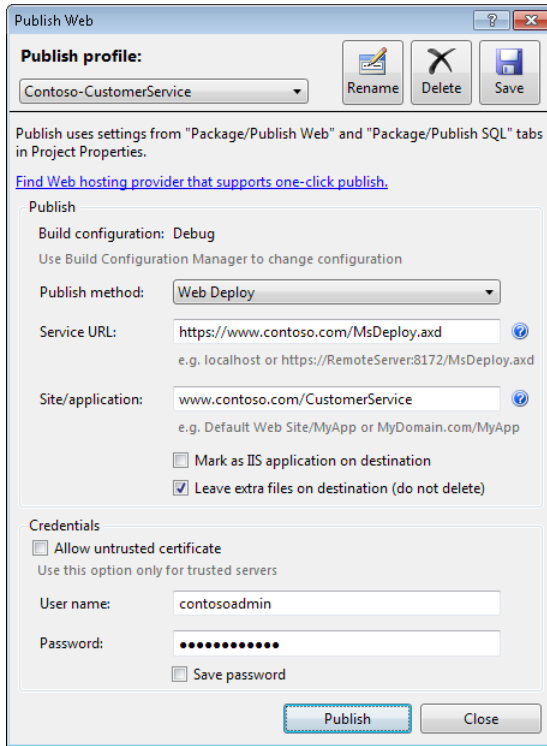 Publish Web
Publish profile:
Contoso-CustomerService
Rename
Delete
Save
Publish uses settings from "Package/Publish Web" and "Package/Publish SQL" tabs
in Project Properties.
Find Web hosting provider that supports one-click publish.
Publish
Build configuration: Debug
Use Build Configuration Manager to change configuration
Publish method: Web Deploy
Service URL: https://www.contoso.com/MsDeploy.axd
e.g. localhost or https://RemoteServer:8172/MsDeploy.axd
Site/application: www.contoso.com/CustomerService
e.g. Default Web Site/MyApp or MyDomain.com/MyApp
Mark as IIS application on destination
Leave extra files on destination (do not delete)
Credentials
Allow untrusted certificate
Use this option only for trusted servers
User name: contosoadmin
Password: ●●●●●●●●●●●●
Save password
Publish
Close